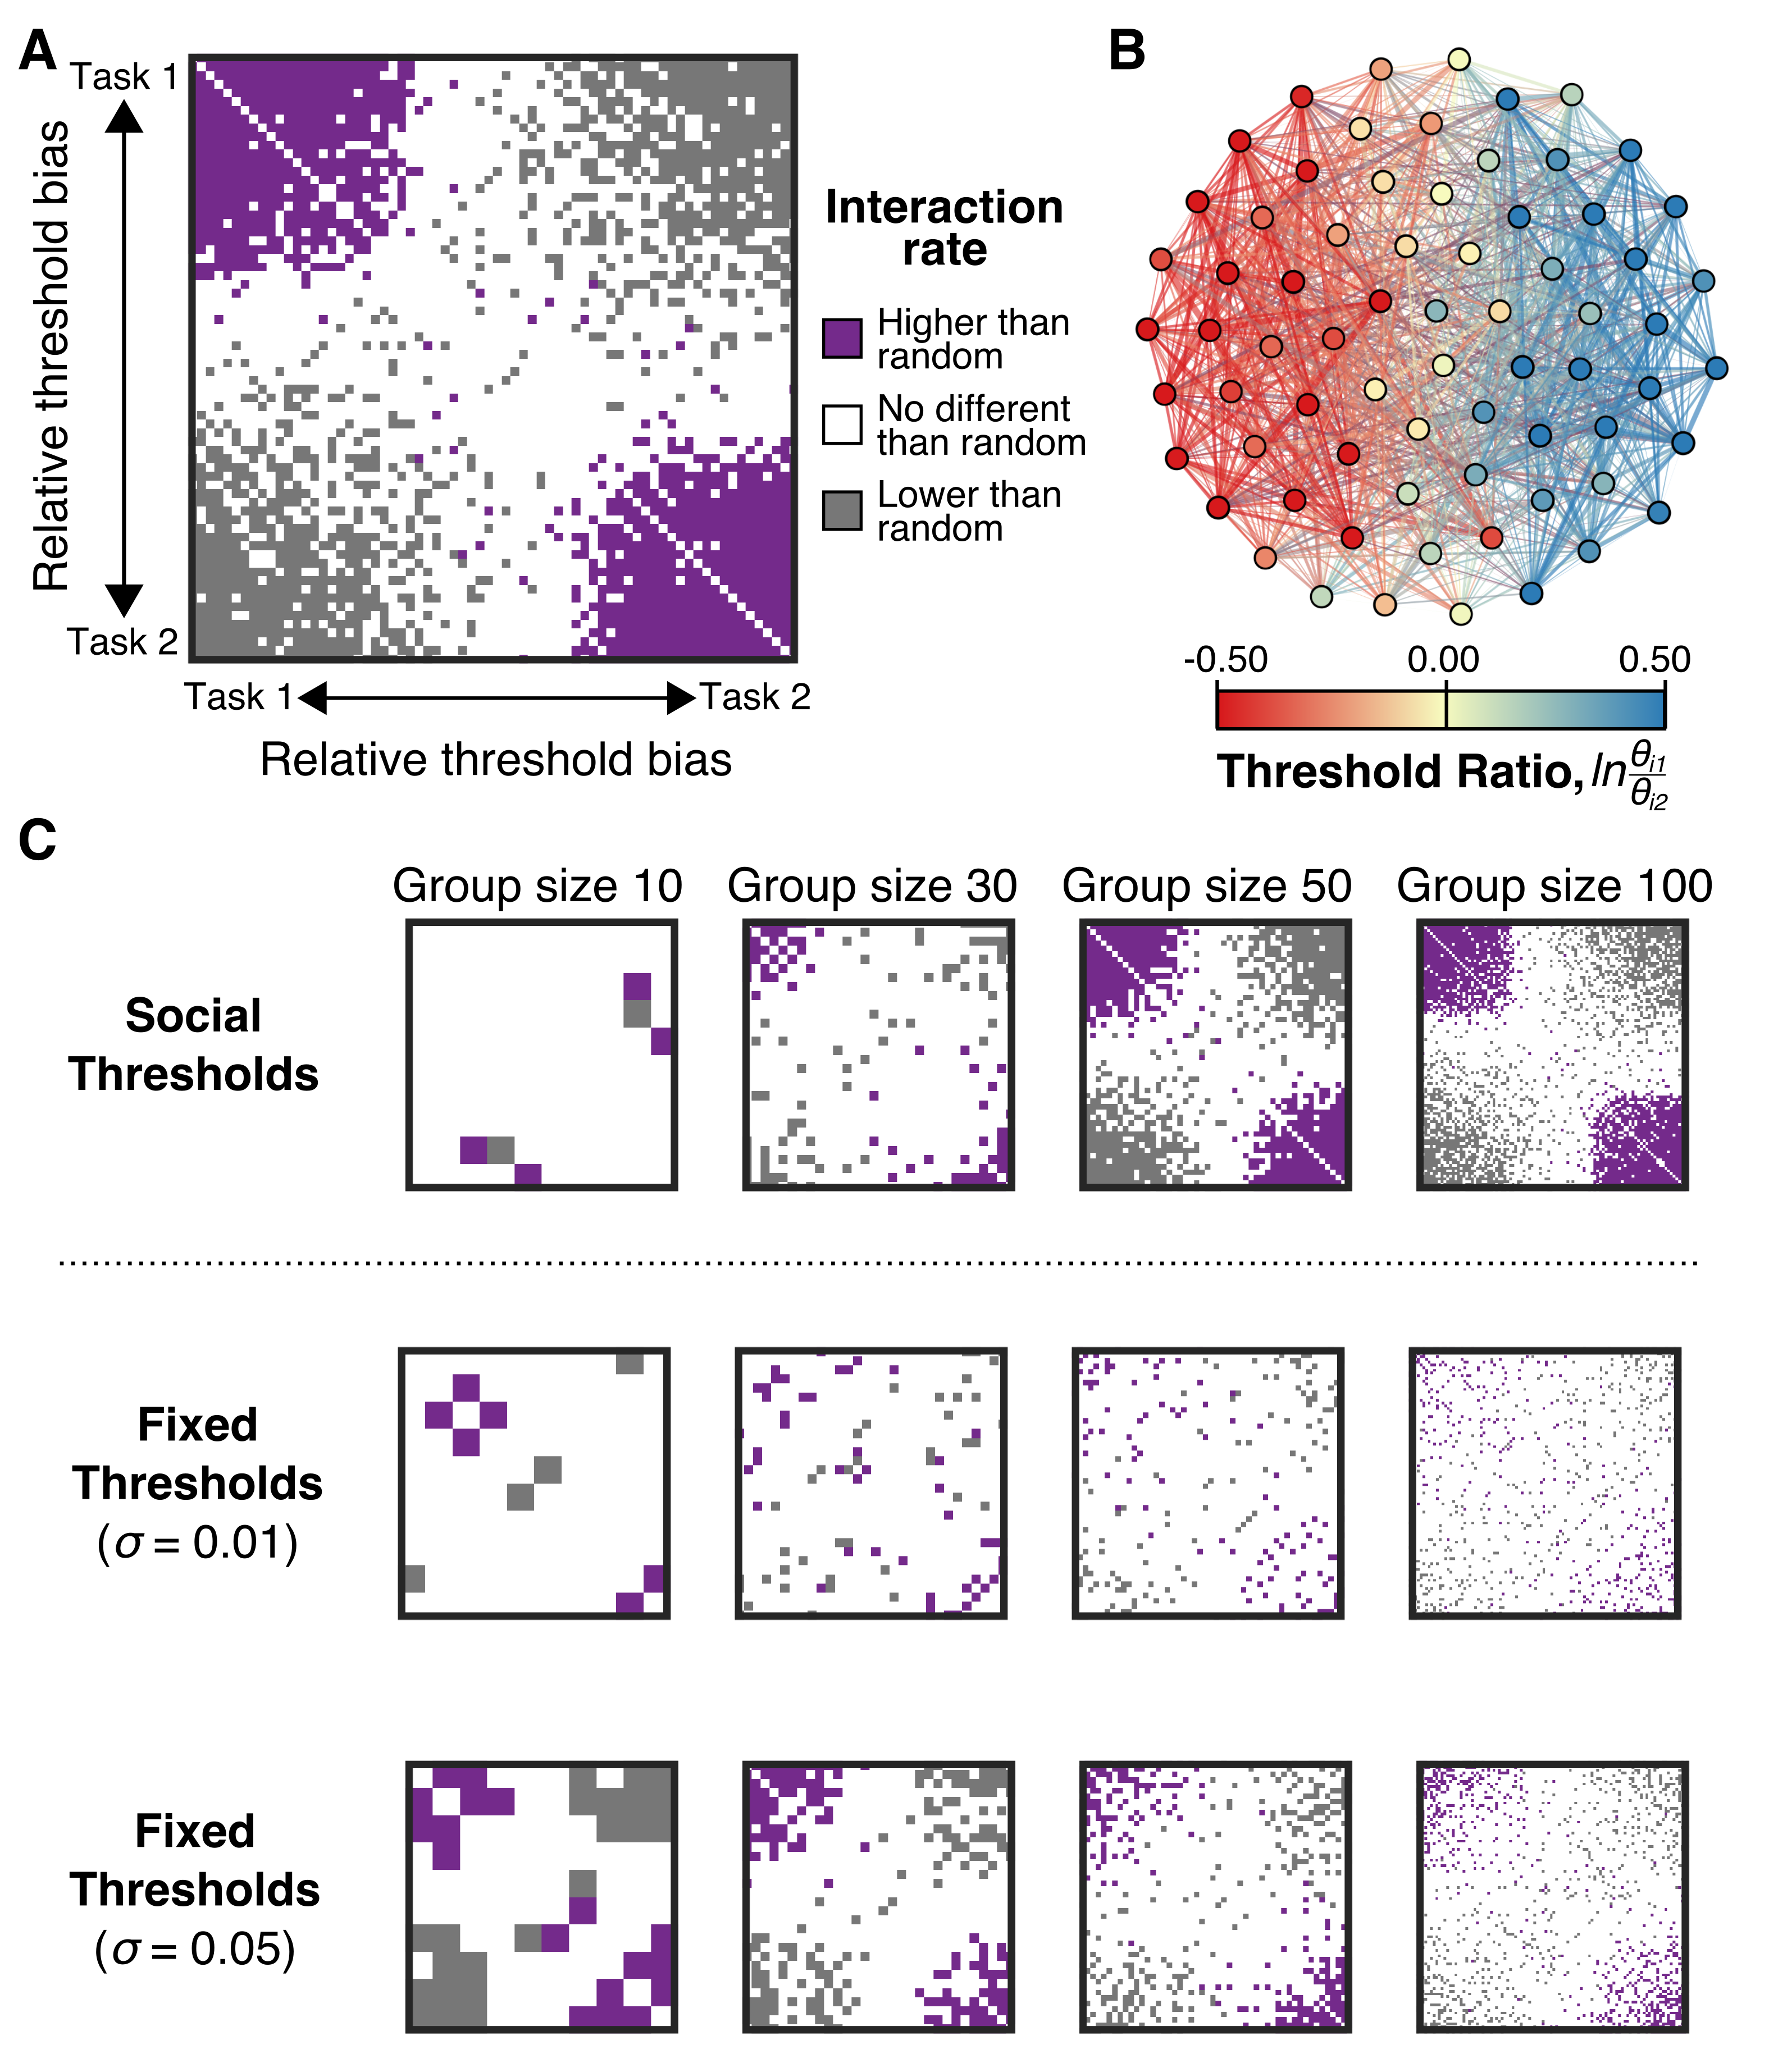 A
Task 1
Relative threshold bias
Task 2
Task 1
Task 2
Relative threshold bias
Interaction
rate
Higher than
random
No different
than random
Lower than
random
B
-0.50
0.00
0.50
Threshold Ratio, ln θi1/θi2
C
Group size 10
Group size 30
Group size 50
Group size 100
Social
Thresholds
Fixed
Thresholds
(σ = 0.01)
Fixed
Thresholds
(σ = 0.05)